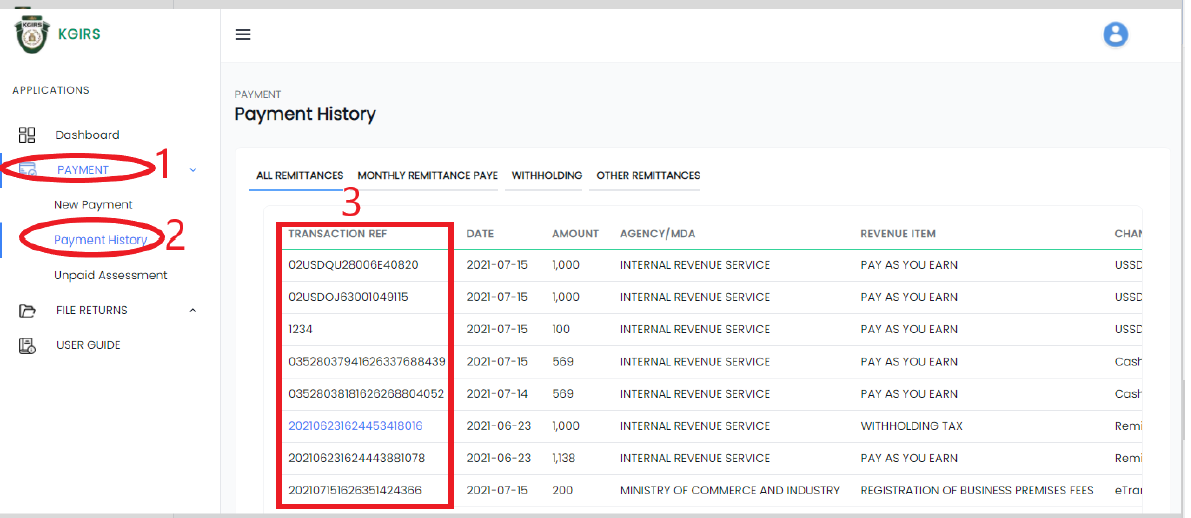 KGIRS
APPLICATIONS
Dashboard
PAYMENT 1
New Payment
Payment History 2
Unpaid Assessment
FILE RETURNS
USER GUIDE
PAYMENT
Payment History
ALL REMITTANCES MONTHLY REMITTANCE PAYE WITHHOLDING OTHER REMITTANCES
3
TRANSACTION REF DATE AMOUNT AGENCY/MDA REVENUE ITEM CHAN
02USDQU28006E40820 2021-07-15 1,000 INTERNAL REVENUE SERVICE PAY AS YOU EARN USSD
02USDOJ63001049115 2021-07-15 1,000 INTERNAL REVENUE SERVICE PAY AS YOU EARN USSD
1234 2021-07-15 100 INTERNAL REVENUE SERVICE PAY AS YOU EARN USSD
03528037941626337688439 2021-07-15 569 INTERNAL REVENUE SERVICE PAY AS YOU EARN Cash
03528038181626268804052 2021-07-14 569 INTERNAL REVENUE SERVICE PAY AS YOU EARN Cash
202106231624453418016 2021-06-23 1,000 INTERNAL REVENUE SERVICE WITHHOLDING TAX Remi
202106231624443881078 2021-06-23 1,138 INTERNAL REVENUE SERVICE PAY AS YOU EARN Remi
202107151626351424366 2021-07-15 200 MINISTRY OF COMMERCE AND INDUSTRY REGISTRATION OF BUSINESS PREMISES FEES eTran